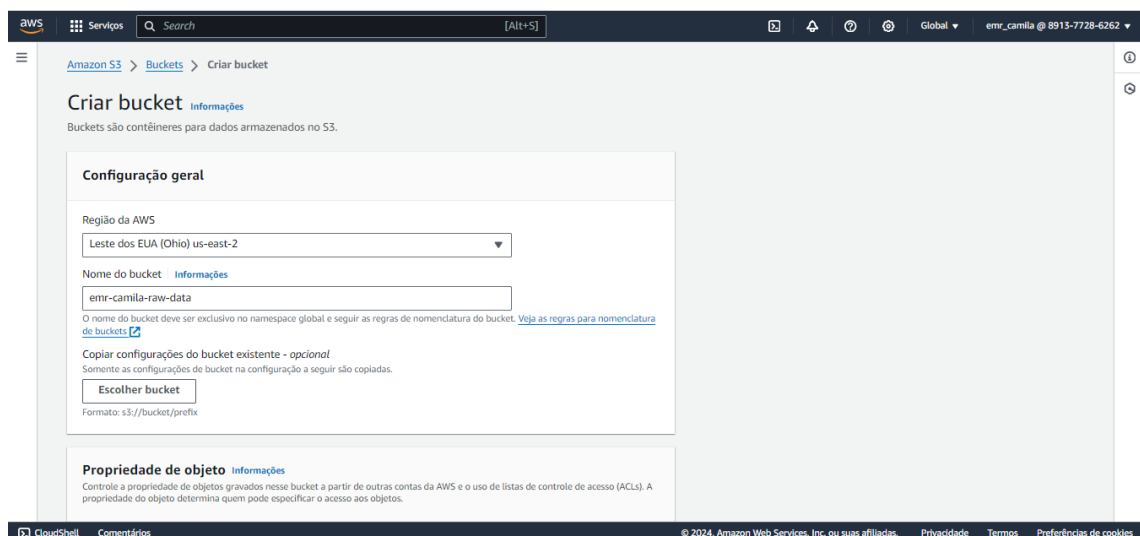 aws Serviços Search [Alt+S] Global emr_camila @ 8913-7728-6262
Amazon S3 > Buckets > Criar bucket
Criar bucket Informações
Buckets são contêineres para dados armazenados no S3.
Configuração geral
Região da AWS
Leste dos EUA (Ohio) us-east-2
Nome do bucket Informações
emr-camila-raw-data
O nome do bucket deve ser exclusivo no namespace global e seguir as regras de nomenclatura do bucket. Veja as regras para nomenclatura
de buckets
Copiar configurações do bucket existente - opcional
Somente as configurações de bucket na configuração a seguir são copiadas.
Escolher bucket
Formato: s3://bucket/prefix
Propriedade de objeto Informações
Controle a propriedade de objetos gravados nesse bucket a partir de outras contas da AWS e o uso de listas de controle de acesso (ACLs). A
propriedade do objeto determina quem pode especificar o acesso aos objetos.
CloudShell Comentários © 2024, Amazon Web Services, Inc. ou suas afiliadas. Privacidade Termos Preferências de cookies